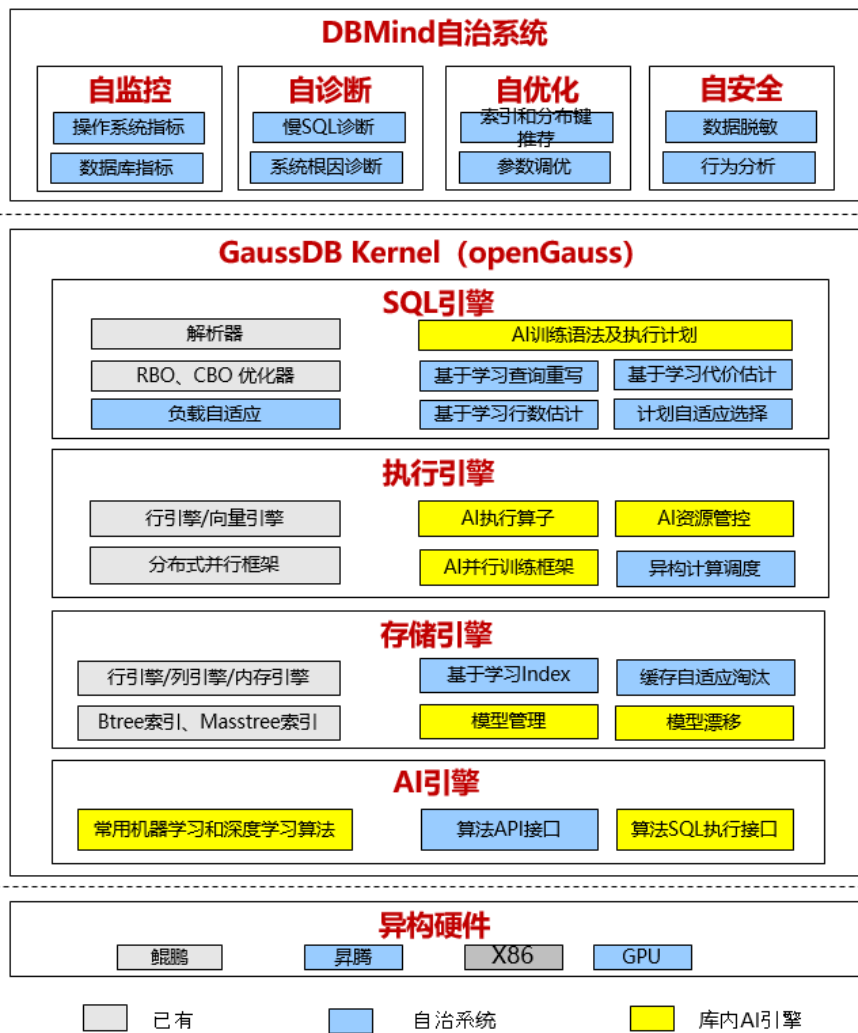 DBMind自治系统
自监控
自诊断
自优化
自安全
操作系统指标
慢SQL诊断
索引和分布键
推荐
数据脱敏
数据库指标
系统根因诊断
参数调优
行为分析
GaussDB Kernel（openGauss）
SQL引擎
解析器
AI训练语法及执行计划
RBO、CBO 优化器
基于学习查询重写
基于学习代价估计
负载自适应
基于学习行数估计
计划自适应选择
执行引擎
行引擎/向量引擎
AI执行算子
AI资源管控
分布式并行框架
AI并行训练框架
异构计算调度
存储引擎
行引擎/列引擎/内存引擎
基于学习Index
缓存自适应淘汰
Btree索引、Masstree索引
模型管理
模型漂移
AI引擎
常用机器学习和深度学习算法
算法API接口
算法SQL执行接口
异构硬件
鲲鹏
昇腾
X86
GPU
已有
自治系统
库内AI引擎